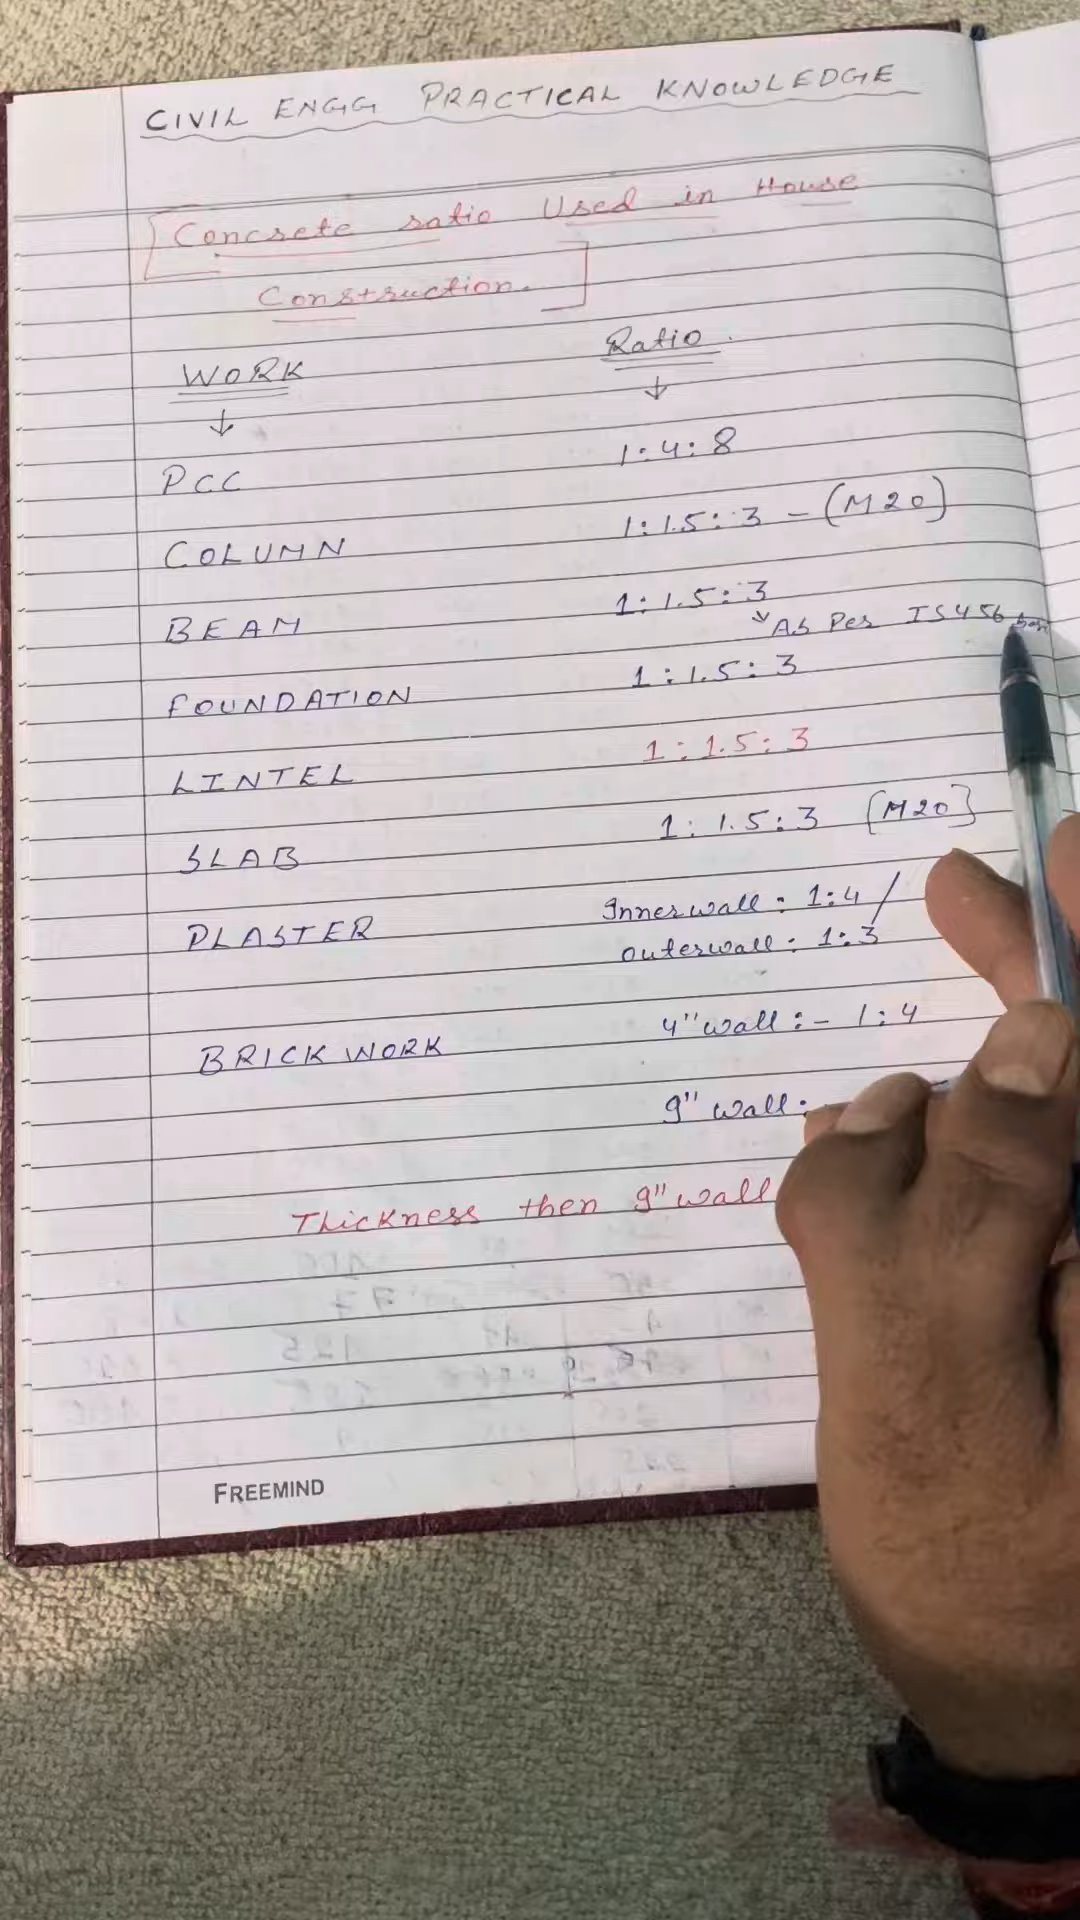 CIVIL ENGG PRACTICAL KNOWLEDGE
Concrete ratio Used in House
Construction.
WORK Ratio.
PCC 1:4:8
COLUMN 1:1.5:3 - (M20)
BEAM 1:1.5:3
As Per IS456
FOUNDATION 1:1.5:3
LINTEL 1:1.5:3
SLAB 1:1.5:3 [M20]
PLASTER Innerwall: 1:4/
outerwall: 1:3
BRICK WORK 4" wall:- 1:4
9" wall:
Thickness then 9" wall
FREEMIND